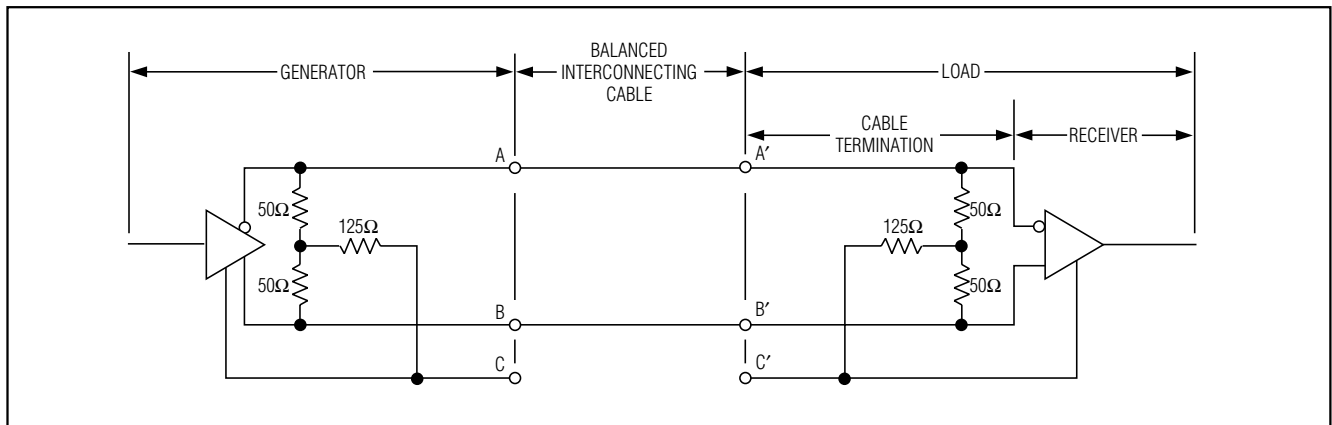 GENERATOR
BALANCED
INTERCONNECTING
CABLE
LOAD
CABLE
TERMINATION
RECEIVER
A
A′
50Ω
125Ω
50Ω
125Ω
50Ω
50Ω
B
B′
C
C′